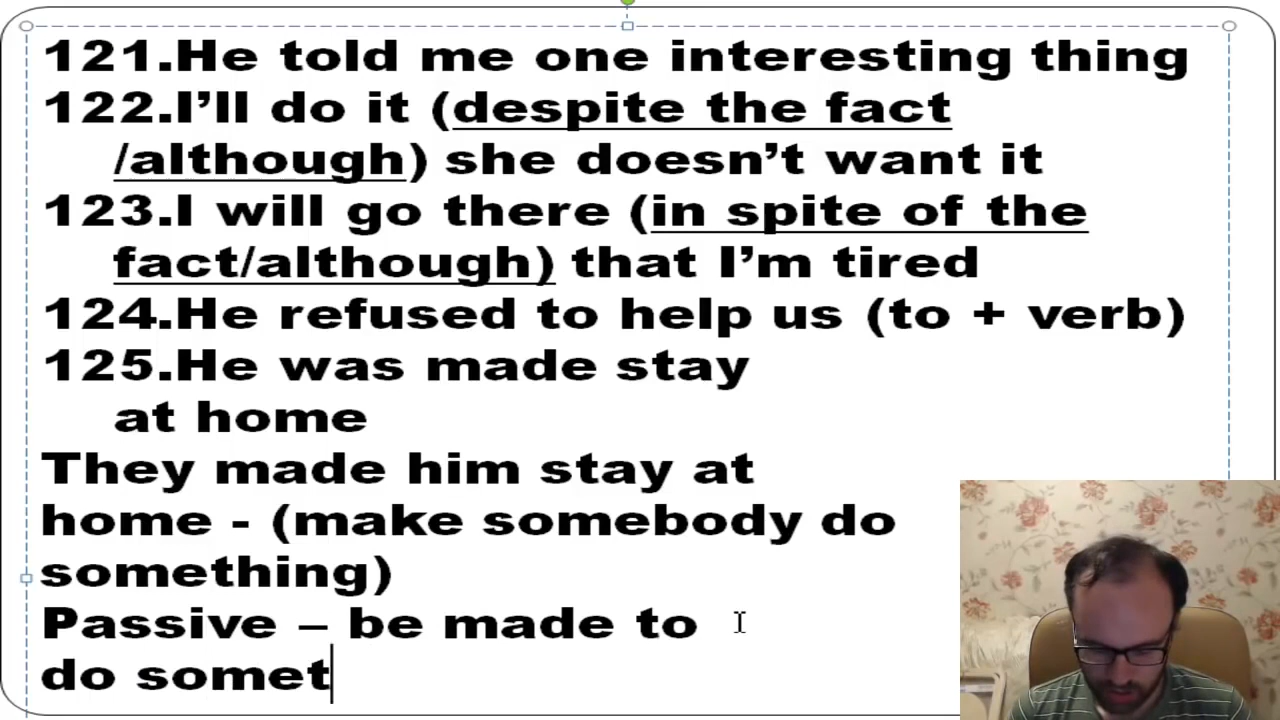 121.He told me one interesting thing
122.I’ll do it (despite the fact
/although) she doesn’t want it
123.I will go there (in spite of the
fact/although) that I’m tired
124.He refused to help us (to + verb)
125.He was made stay
at home
They made him stay at
home - (make somebody do
something)
Passive – be made to
do somet